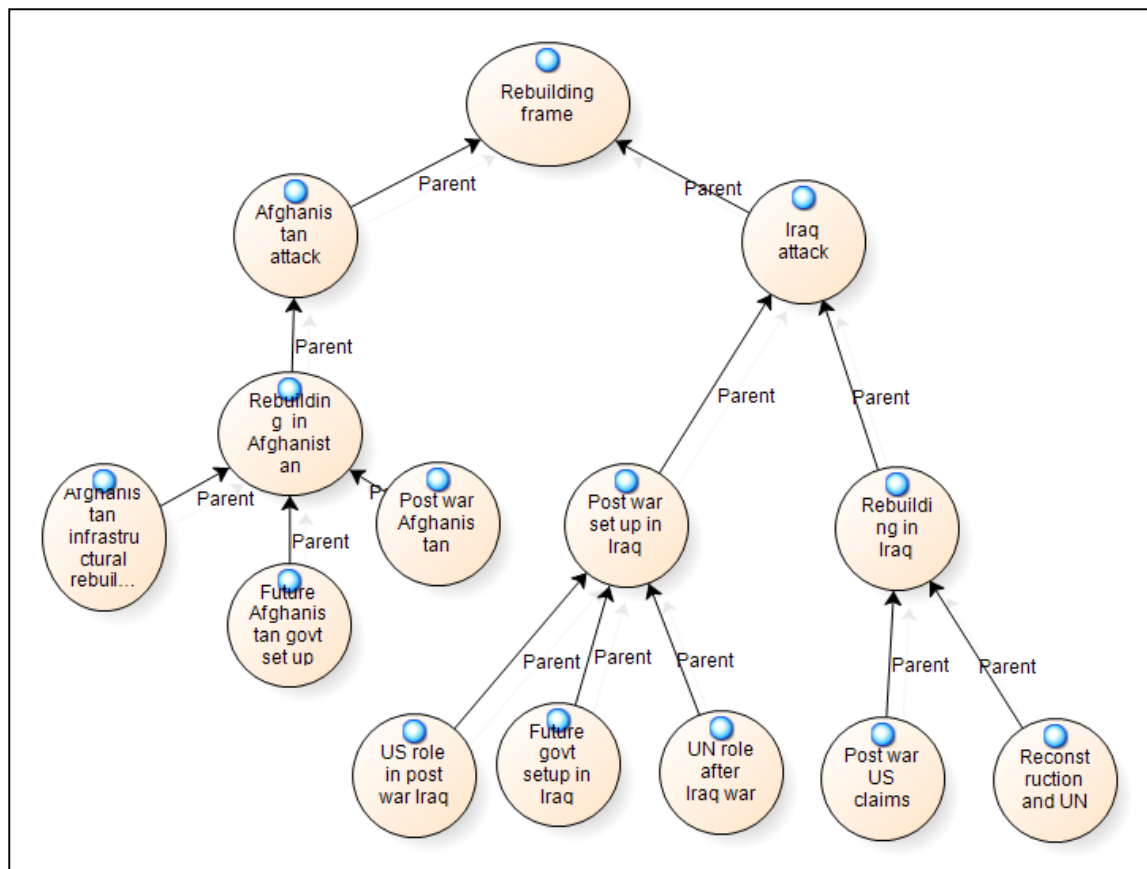 Rebuilding
frame
Parent
Parent
Afghanis
tan
attack
Iraq
attack
Parent
Rebuildin
g in
Afghanist
an
Parent
Parent
Afghanis
tan
infrastru
ctural
rebuil...
Parent
Post war
Afghanis
tan
Parent
Future
Afghanis
tan govt
set up
Post war
set up in
Iraq
Rebuildi
ng in
Iraq
Parent
Parent
Parent
Parent
Parent
US role
in post
war Iraq
Future
govt
setup in
Iraq
UN role
after
Iraq war
Post war
US
claims
Reconst
ruction
and UN